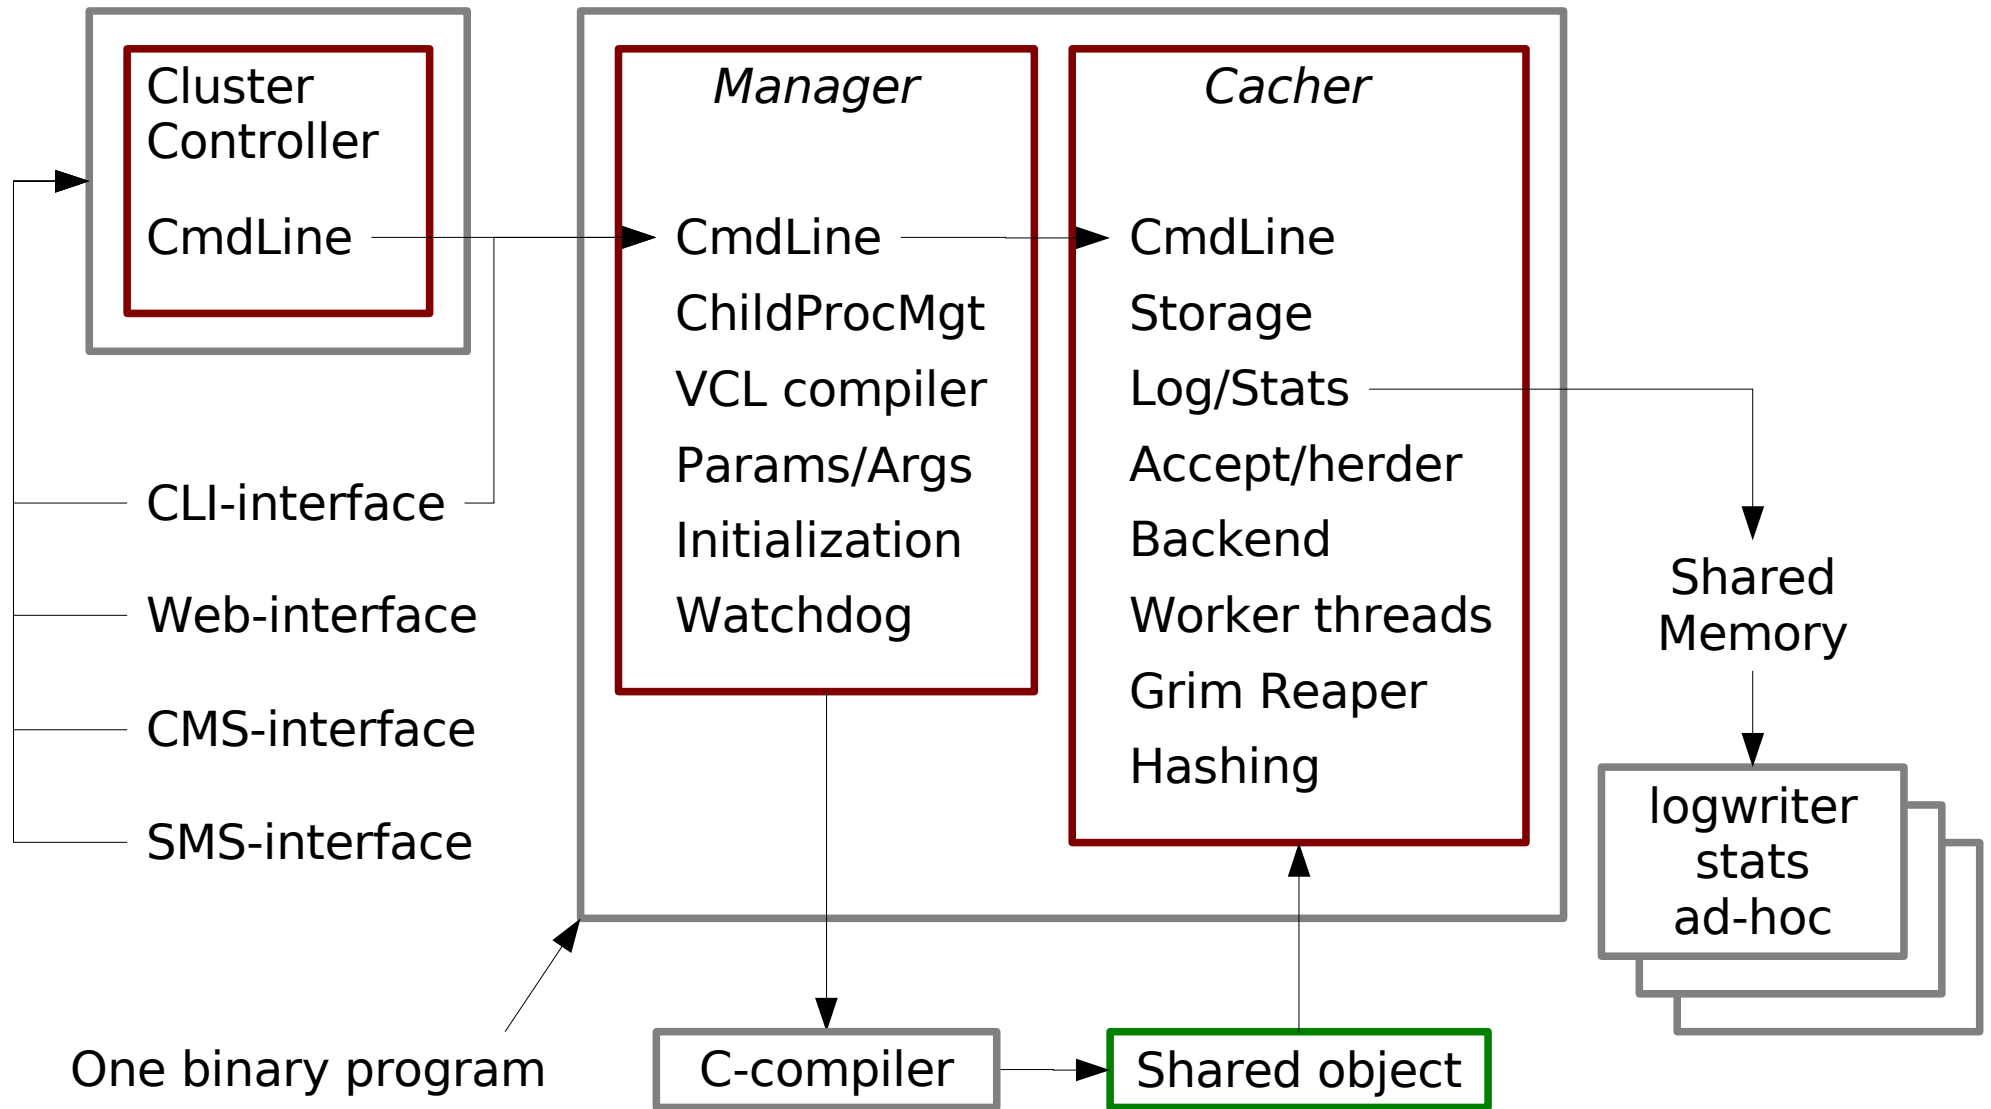 Cluster
Controller
CmdLine
CLI-interface
Web-interface
CMS-interface
SMS-interface
One binary program
Manager
CmdLine
ChildProcMgt
VCL compiler
Params/Args
Initialization
Watchdog
Cacher
CmdLine
Storage
Log/Stats
Accept/herder
Backend
Worker threads
Grim Reaper
Hashing
C-compiler
Shared object
Shared
Memory
logwriter
stats
ad-hoc